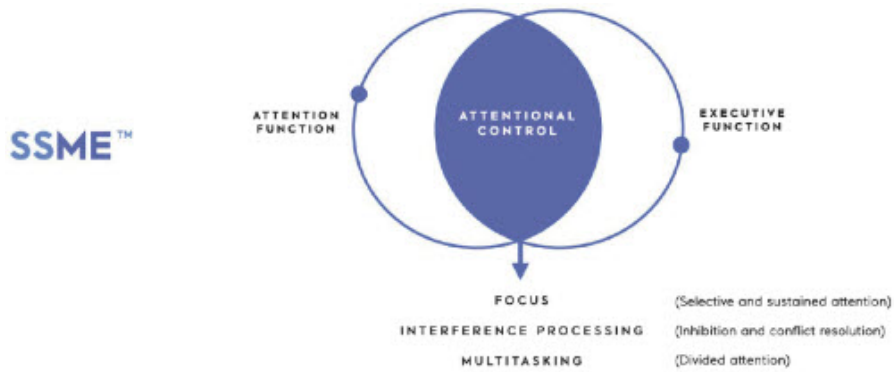 SSME™
ATTENTION
FUNCTION
ATTENTIONAL
CONTROL
EXECUTIVE
FUNCTION
FOCUS (Selective and sustained attention)
INTERFERENCE PROCESSING (Inhibition and conflict resolution)
MULTITASKING (Divided attention)